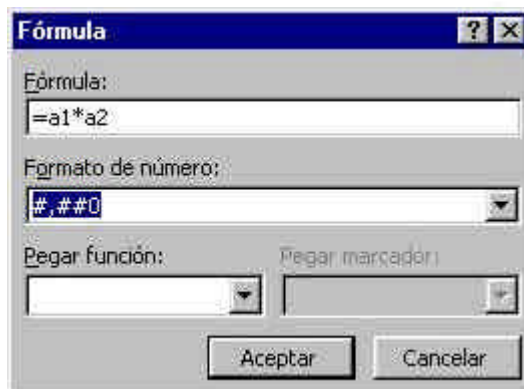 Fórmula
Fórmula:
=a1*a2
Formato de número:
#,##0
Pegar función: Pegar marcador:
Aceptar Cancelar